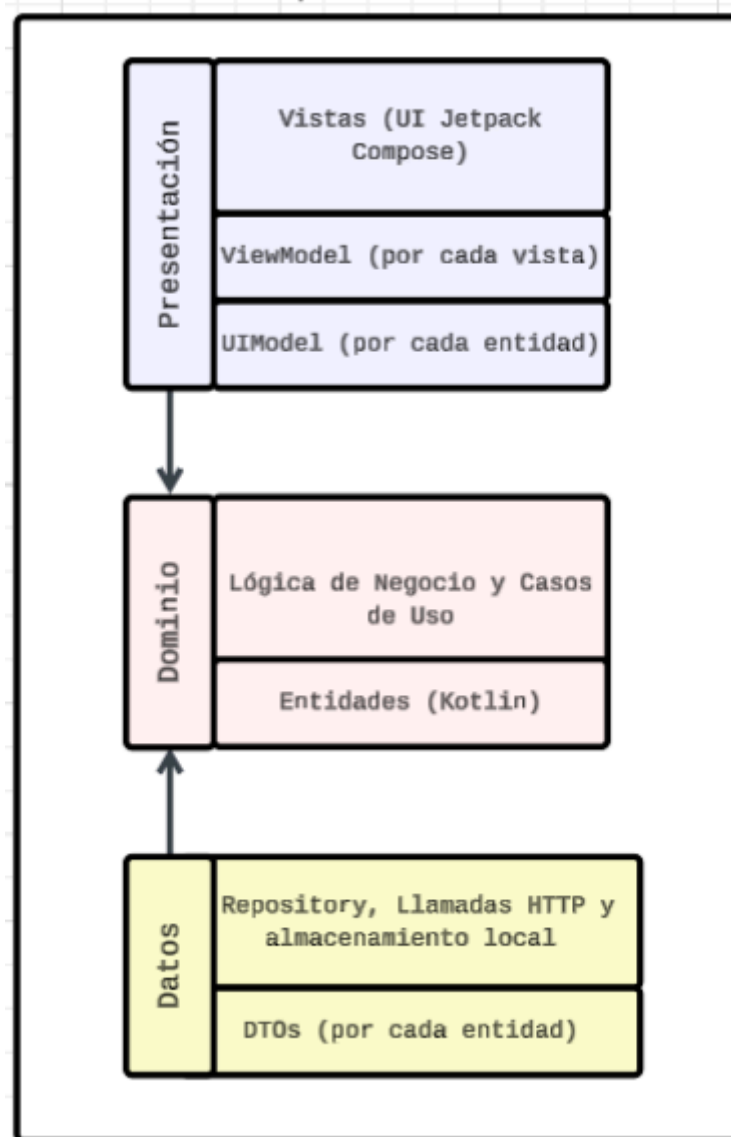 Presentación
Vistas (UI Jetpack
Compose)
ViewModel (por cada vista)
UIModel (por cada entidad)
Dominio
Lógica de Negocio y Casos
de Uso
Entidades (Kotlin)
Datos
Repository, Llamadas HTTP y
almacenamiento local
DTOs (por cada entidad)